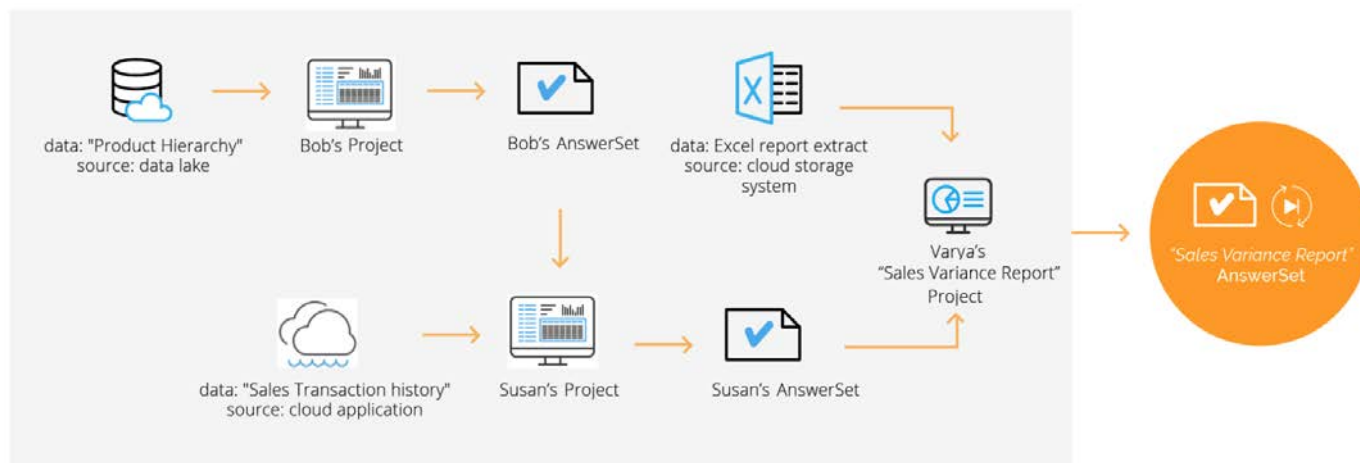 data: "Product Hierarchy"
source: data lake
Bob's Project
Bob's AnswerSet
X
data: Excel report extract
source: cloud storage
system
Varya's
"Sales Variance Report"
Project
"Sales Variance Report"
AnswerSet
data: "Sales Transaction history"
source: cloud application
Susan's Project
Susan's AnswerSet